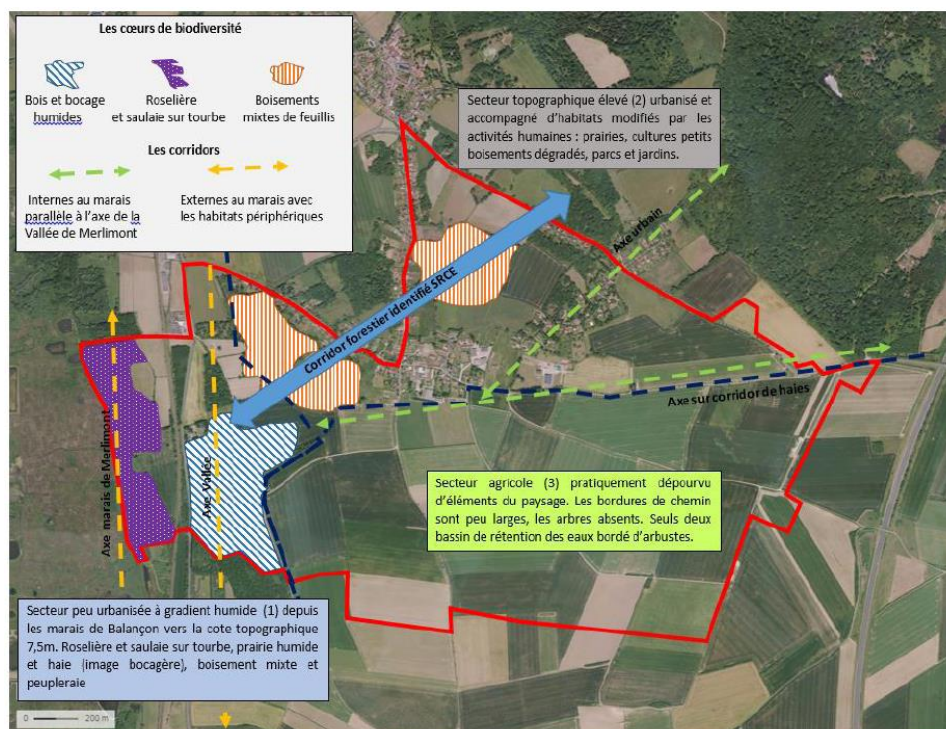 Les cœurs de biodiversité
Bois et bocage
humides
Roselière
et saulaie sur tourbe
Boisements
mixtes de feuillis
Les corridors
Internes au marais
parallèle à l'axe de la
Vallée de Merlimont
Externes au marais avec
les habitats périphériques
Secteur topographique élevé (2) urbanisé et
accompagné d'habitats modifiés par les
activités humaines : prairies, cultures petits
boisements dégradés, parcs et jardins.
Axe urbain
Corridor forestier identifié SRCE
Axe sur corridor de haies
Axe marais de Merlimont
Axe Vallée
Secteur agricole (3) pratiquement dépourvu
d'éléments du paysage. Les bordures de chemin
sont peu larges, les arbres absents. Seuls deux
bassin de rétention des eaux bordé d'arbustes.
Secteur peu urbanisée à gradient humide (1) depuis
les marais de Balançon vers la cote topographique
7,5m. Roselière et saulaie sur tourbe, prairie humide
et haie (image bocagère), boisement mixte et
peupleraie
0 200 m